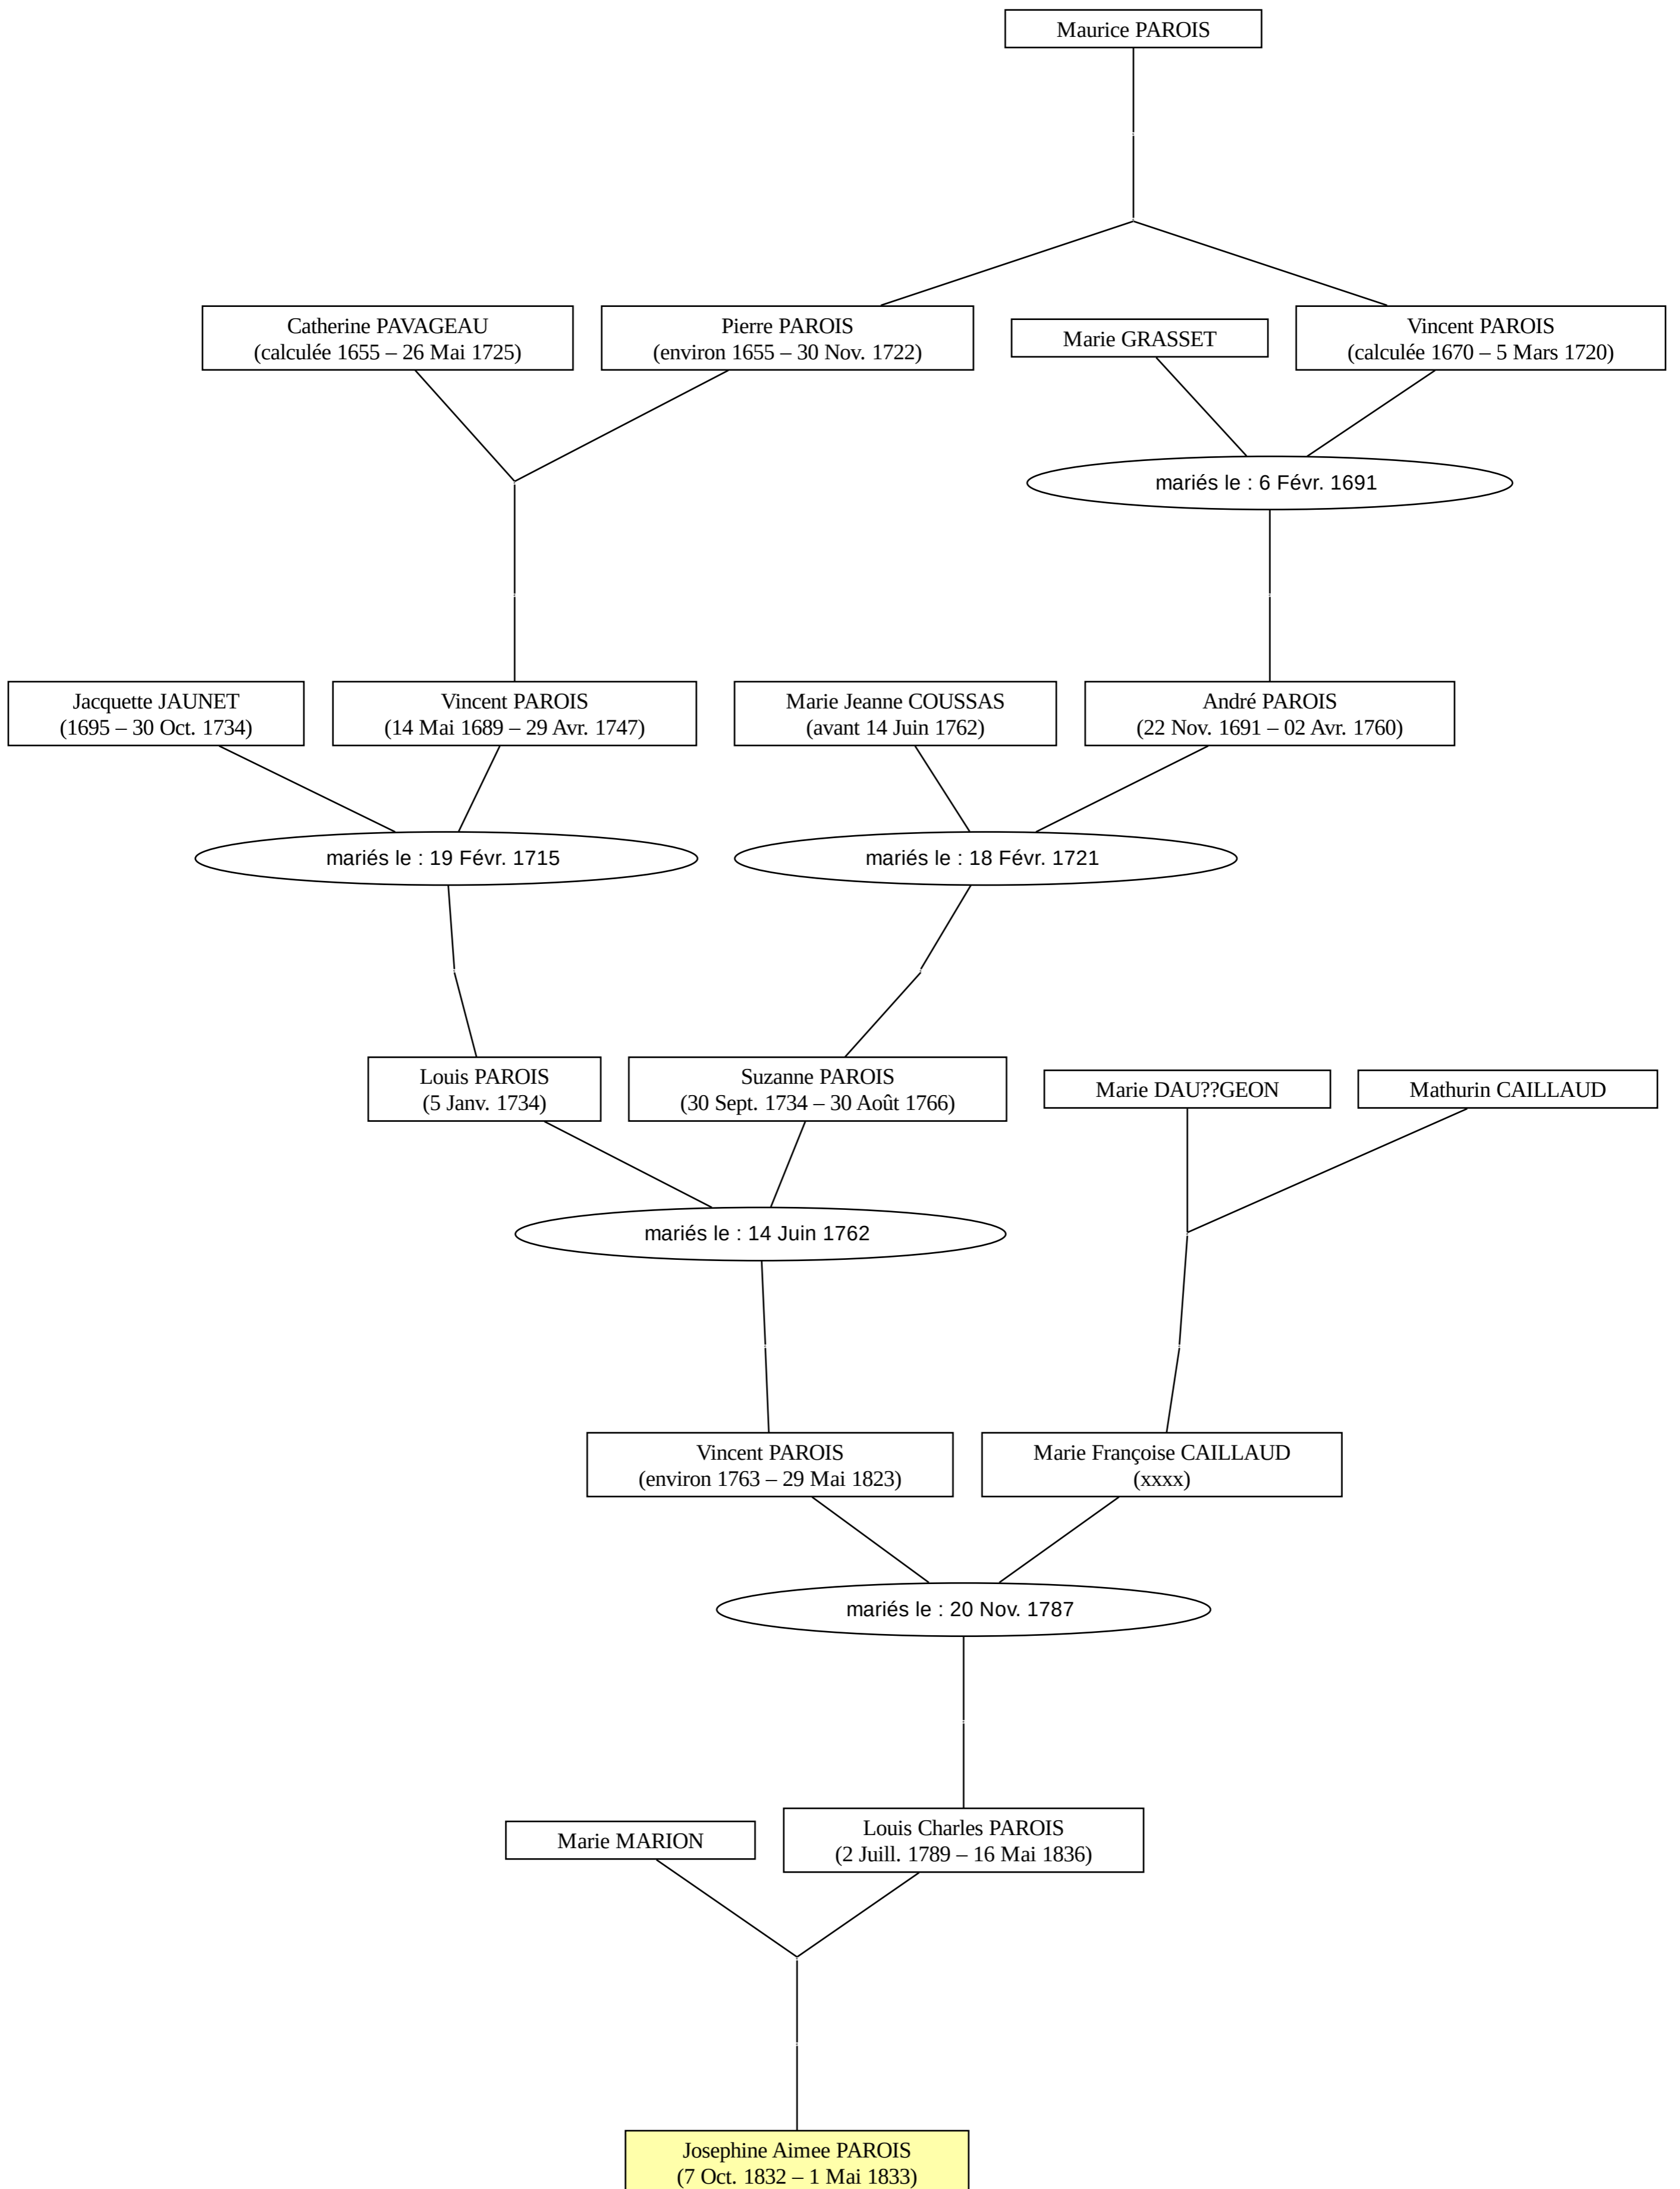 Maurice PAROIS
Catherine PAVAGEAU
(calculée 1655 – 26 Mai 1725)
Pierre PAROIS
(environ 1655 – 30 Nov. 1722)
Marie GRASSET
Vincent PAROIS
(calculée 1670 – 5 Mars 1720)
mariés le : 6 Févr. 1691
Jacquette JAUNET
(1695 – 30 Oct. 1734)
Vincent PAROIS
(14 Mai 1689 – 29 Avr. 1747)
Marie Jeanne COUSSAS
(avant 14 Juin 1762)
André PAROIS
(22 Nov. 1691 – 02 Avr. 1760)
mariés le : 19 Févr. 1715
mariés le : 18 Févr. 1721
Louis PAROIS
(5 Janv. 1734)
Suzanne PAROIS
(30 Sept. 1734 – 30 Août 1766)
Marie DAU??GEON
Mathurin CAILLAUD
mariés le : 14 Juin 1762
Vincent PAROIS
(environ 1763 – 29 Mai 1823)
Marie Françoise CAILLAUD
(xxxx)
mariés le : 20 Nov. 1787
Marie MARION
Louis Charles PAROIS
(2 Juill. 1789 – 16 Mai 1836)
Josephine Aimee PAROIS
(7 Oct. 1832 – 1 Mai 1833)